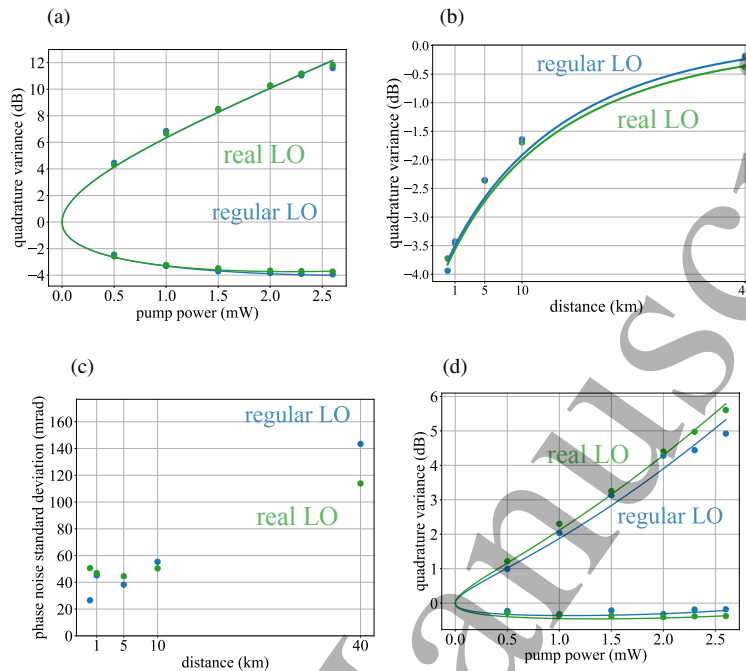 (a)
12
10
8
6
4
2
0
−2
−4
quadrature variance (dB)
real LO
regular LO
0.0 0.5 1.0 1.5 2.0 2.5
pump power (mW)
(b)
0.0
−0.5
−1.0
−1.5
−2.0
−2.5
−3.0
−3.5
−4.0
quadrature variance (dB)
regular LO
real LO
1 5 10 40
distance (km)
(c)
160
140
120
100
80
60
40
20
0
phase noise standard deviation (mrad)
regular LO
real LO
1 5 10 40
distance (km)
(d)
6
5
4
3
2
1
0
quadrature variance (dB)
real LO
regular LO
0.0 0.5 1.0 1.5 2.0 2.5
pump power (mW)